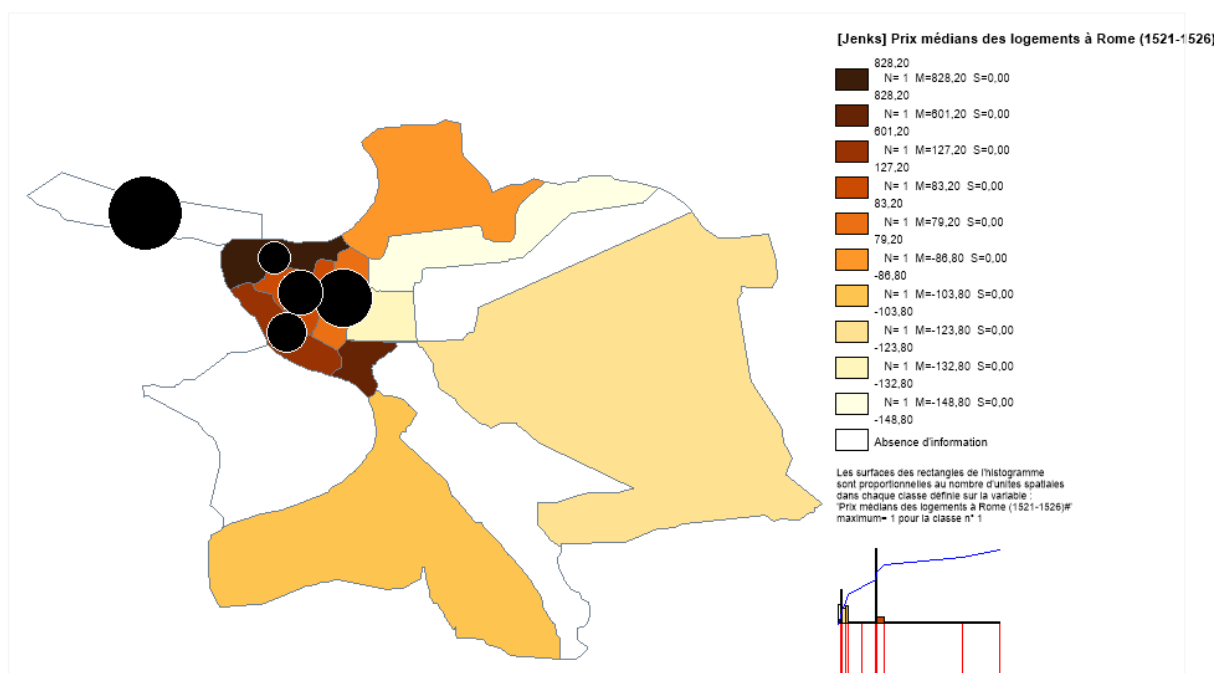 [Jenks] Prix médians des logements à Rome (1521-1526)
828,20
N= 1 M=828,20 S=0,00
828,20
N= 1 M=601,20 S=0,00
601,20
N= 1 M=127,20 S=0,00
127,20
N= 1 M=83,20 S=0,00
83,20
N= 1 M=79,20 S=0,00
79,20
N= 1 M=-86,80 S=0,00
-86,80
N= 1 M=-103,80 S=0,00
-103,80
N= 1 M=-123,80 S=0,00
-123,80
N= 1 M=-132,80 S=0,00
-132,80
N= 1 M=-148,80 S=0,00
-148,80
Absence d'information
Les surfaces des rectangles de l'histogramme
sont proportionnelles au nombre d'unites spatiales
dans chaque classe définie sur la variable :
'Prix médians des logements à Rome (1521-1526)#'
maximum= 1 pour la classe n° 1